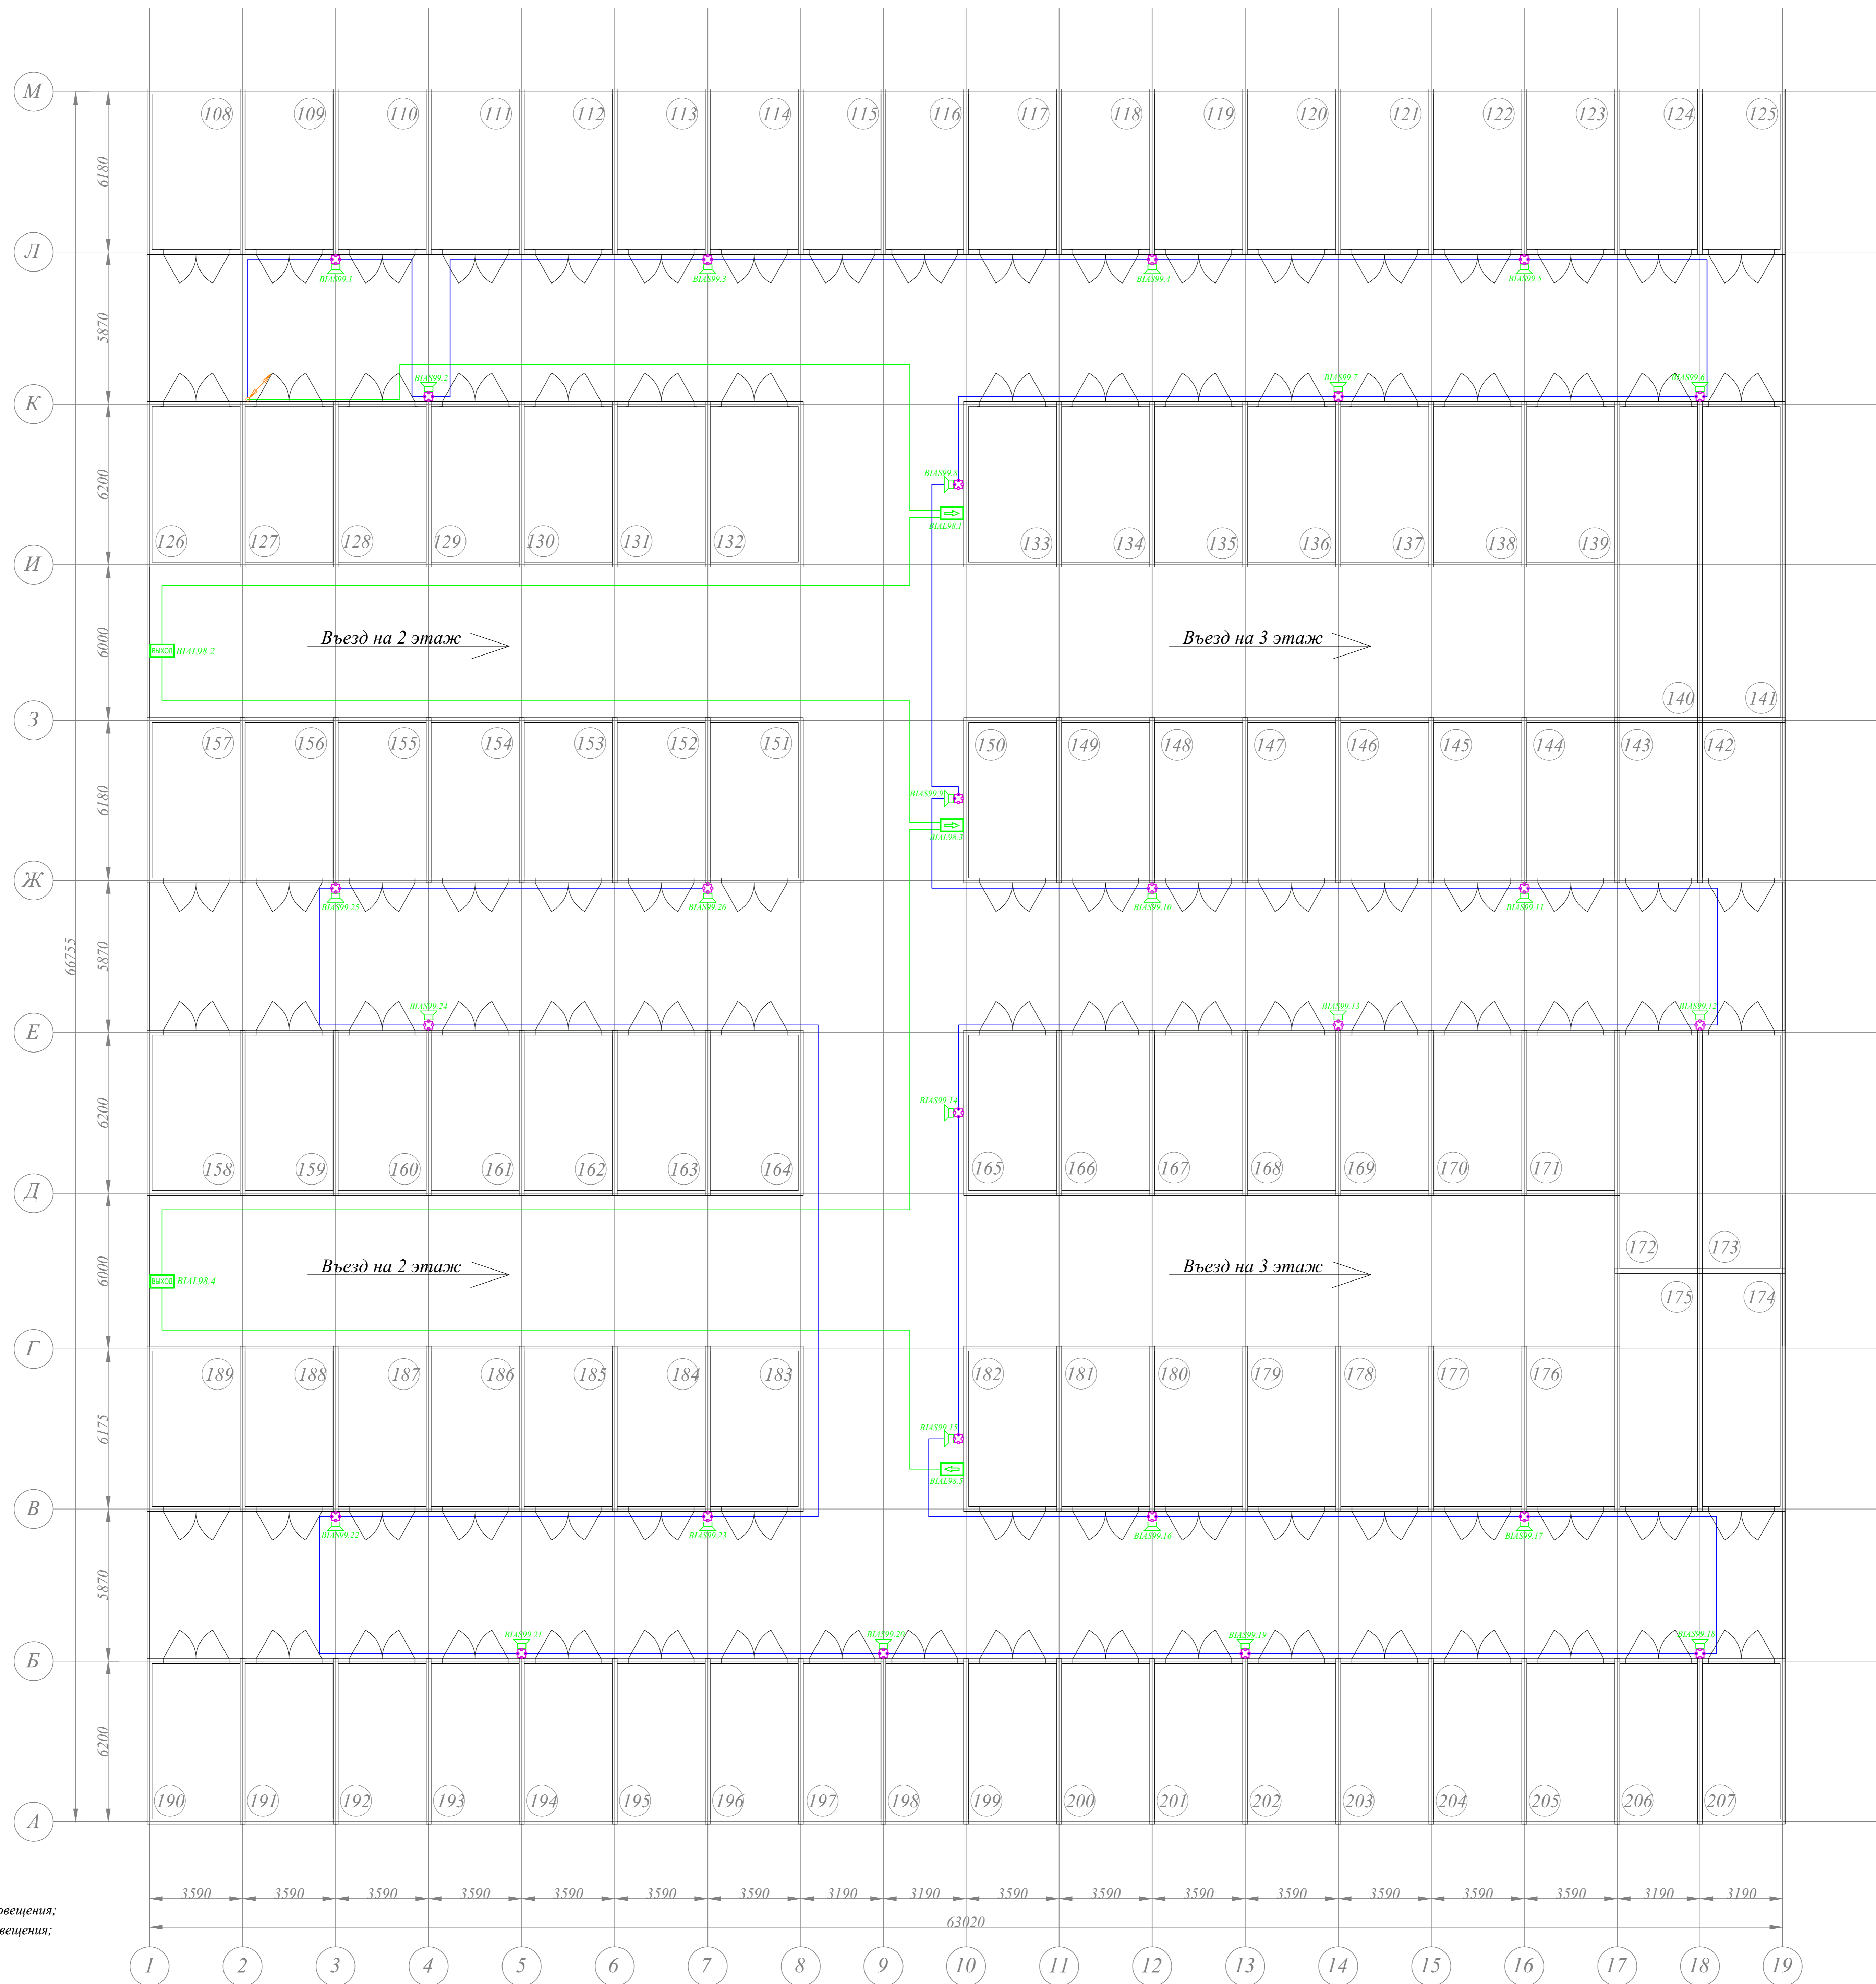 М
108 109 110 111 112 113 114 115 116 117 118 119 120 121 122 123 124 125
6180
Л
BIAS99.1 BIAS99.3 BIAS99.4 BIAS99.5
5870
BIAS99.2 BIAS99.7 BIAS99.6
К
BIAS99.8
6200
BIAL98.1
126 127 128 129 130 131 132 133 134 135 136 137 138 139
И
6000
Въезд на 2 этаж Въезд на 3 этаж
ВЫХОД BIAL98.2
140 141
З
157 156 155 154 153 152 151 150 149 148 147 146 145 144 143 142
6180
BIAS99.9
BIAL98.3
Ж
BIAS99.25 BIAS99.26 BIAS99.10 BIAS99.11
66755
5870
BIAS99.24 BIAS99.13 BIAS99.12
Е
6200
BIAS99.14
158 159 160 161 162 163 164 165 166 167 168 169 170 171
Д
172 173
6000
Въезд на 2 этаж Въезд на 3 этаж
ВЫХОД BIAL98.4
175 174
Г
189 188 187 186 185 184 183 182 181 180 179 178 177 176
6175
BIAS99.15
BIAL98.5
В
BIAS99.22 BIAS99.23 BIAS99.16 BIAS99.17
5870
BIAS99.21 BIAS99.20 BIAS99.19 BIAS99.18
Б
6200
190 191 192 193 194 195 196 197 198 199 200 201 202 203 204 205 206 207
А
3590 3590 3590 3590 3590 3590 3590 3190 3190 3590 3590 3590 3590 3590 3590 3590 3190 3190
овещения;
63020
вещения;
1 2 3 4 5 6 7 8 9 10 11 12 13 14 15 16 17 18 19